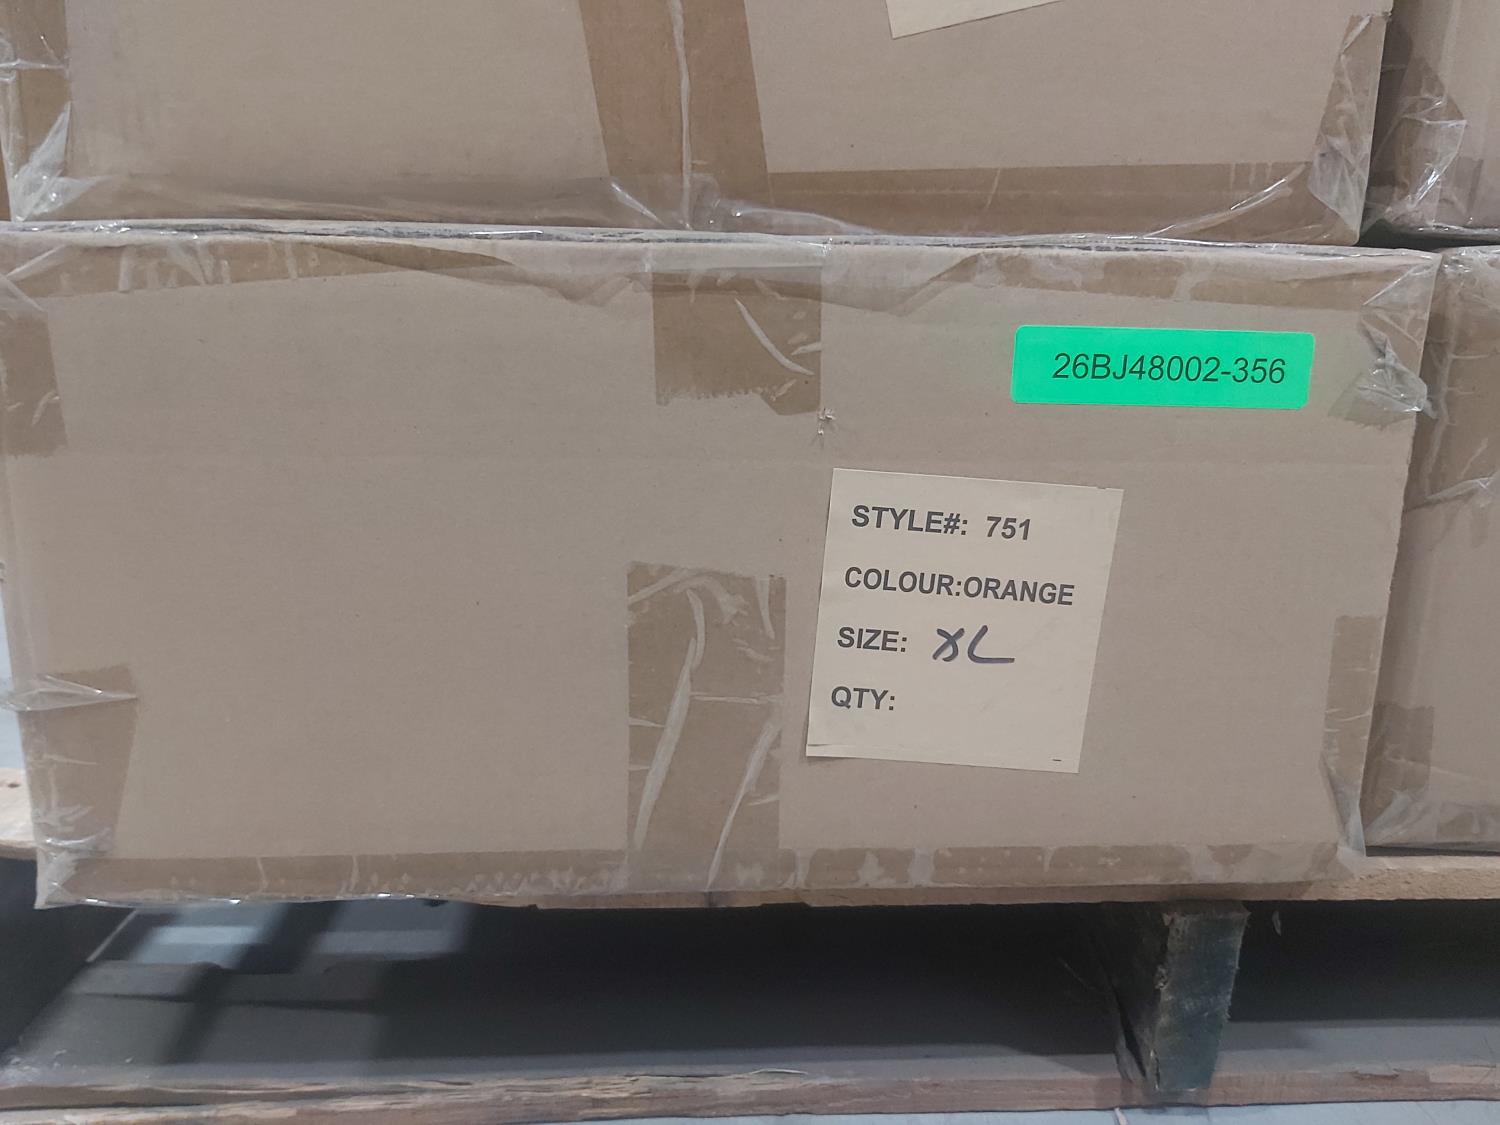 26BJ48002-356
STYLE#: 751
COLOUR:ORANGE
SIZE: XL
QTY: